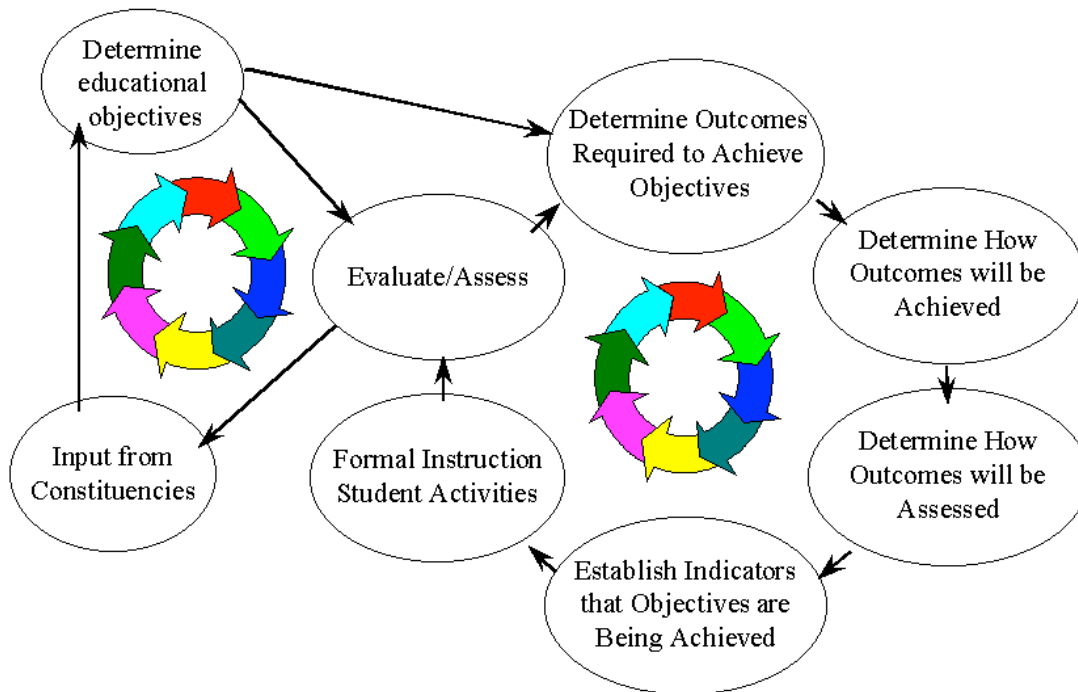 Determine
educational
objectives
Determine Outcomes
Required to Achieve
Objectives
Evaluate/Assess
Determine How
Outcomes will be
Achieved
Input from
Constituencies
Formal Instruction
Student Activities
Determine How
Outcomes will be
Assessed
Establish Indicators
that Objectives are
Being Achieved